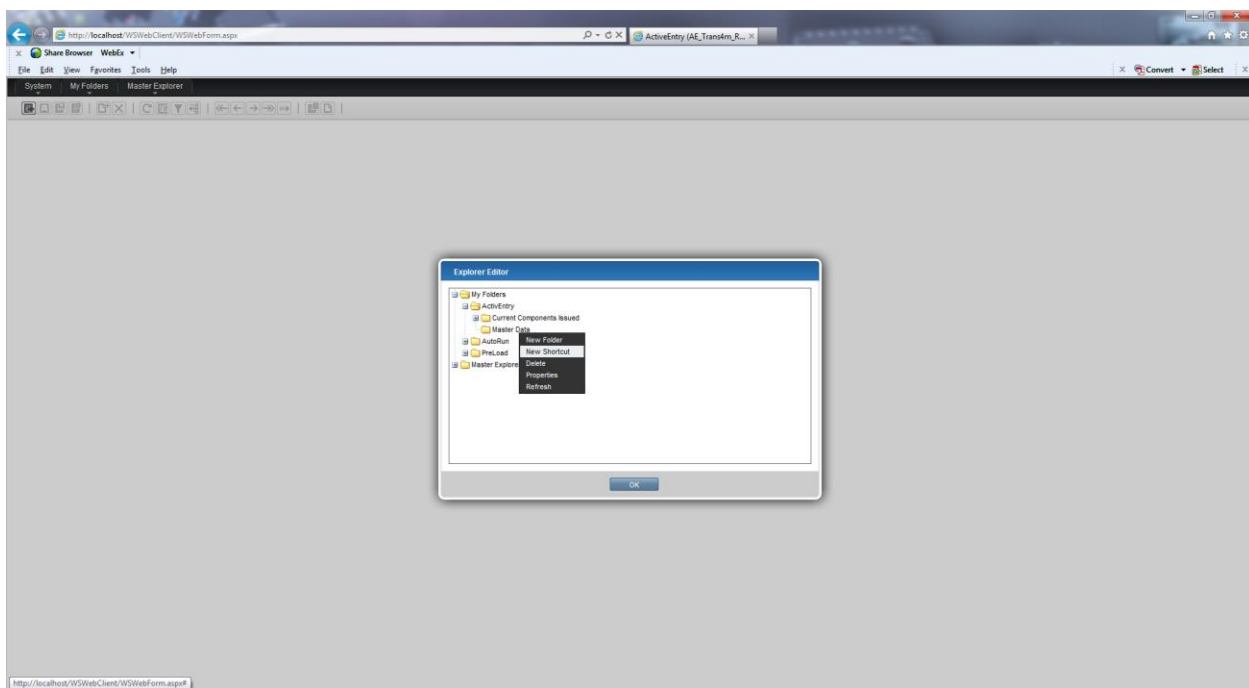 http://localhost/WSWebClient/WSWebForm.aspx
ActiveEntry (AE_Trans4m_R...
Share Browser WebEx
File Edit View Favorites Tools Help
Convert Select
System My Folders Master Explorer
Explorer Editor
My Folders
ActivEntry
Current Components Issued
Master Data
AutoRun
PreLoad
Master Explore
New Folder
New Shortcut
Delete
Properties
Refresh
OK
http://localhost/WSWebClient/WSWebForm.aspx#